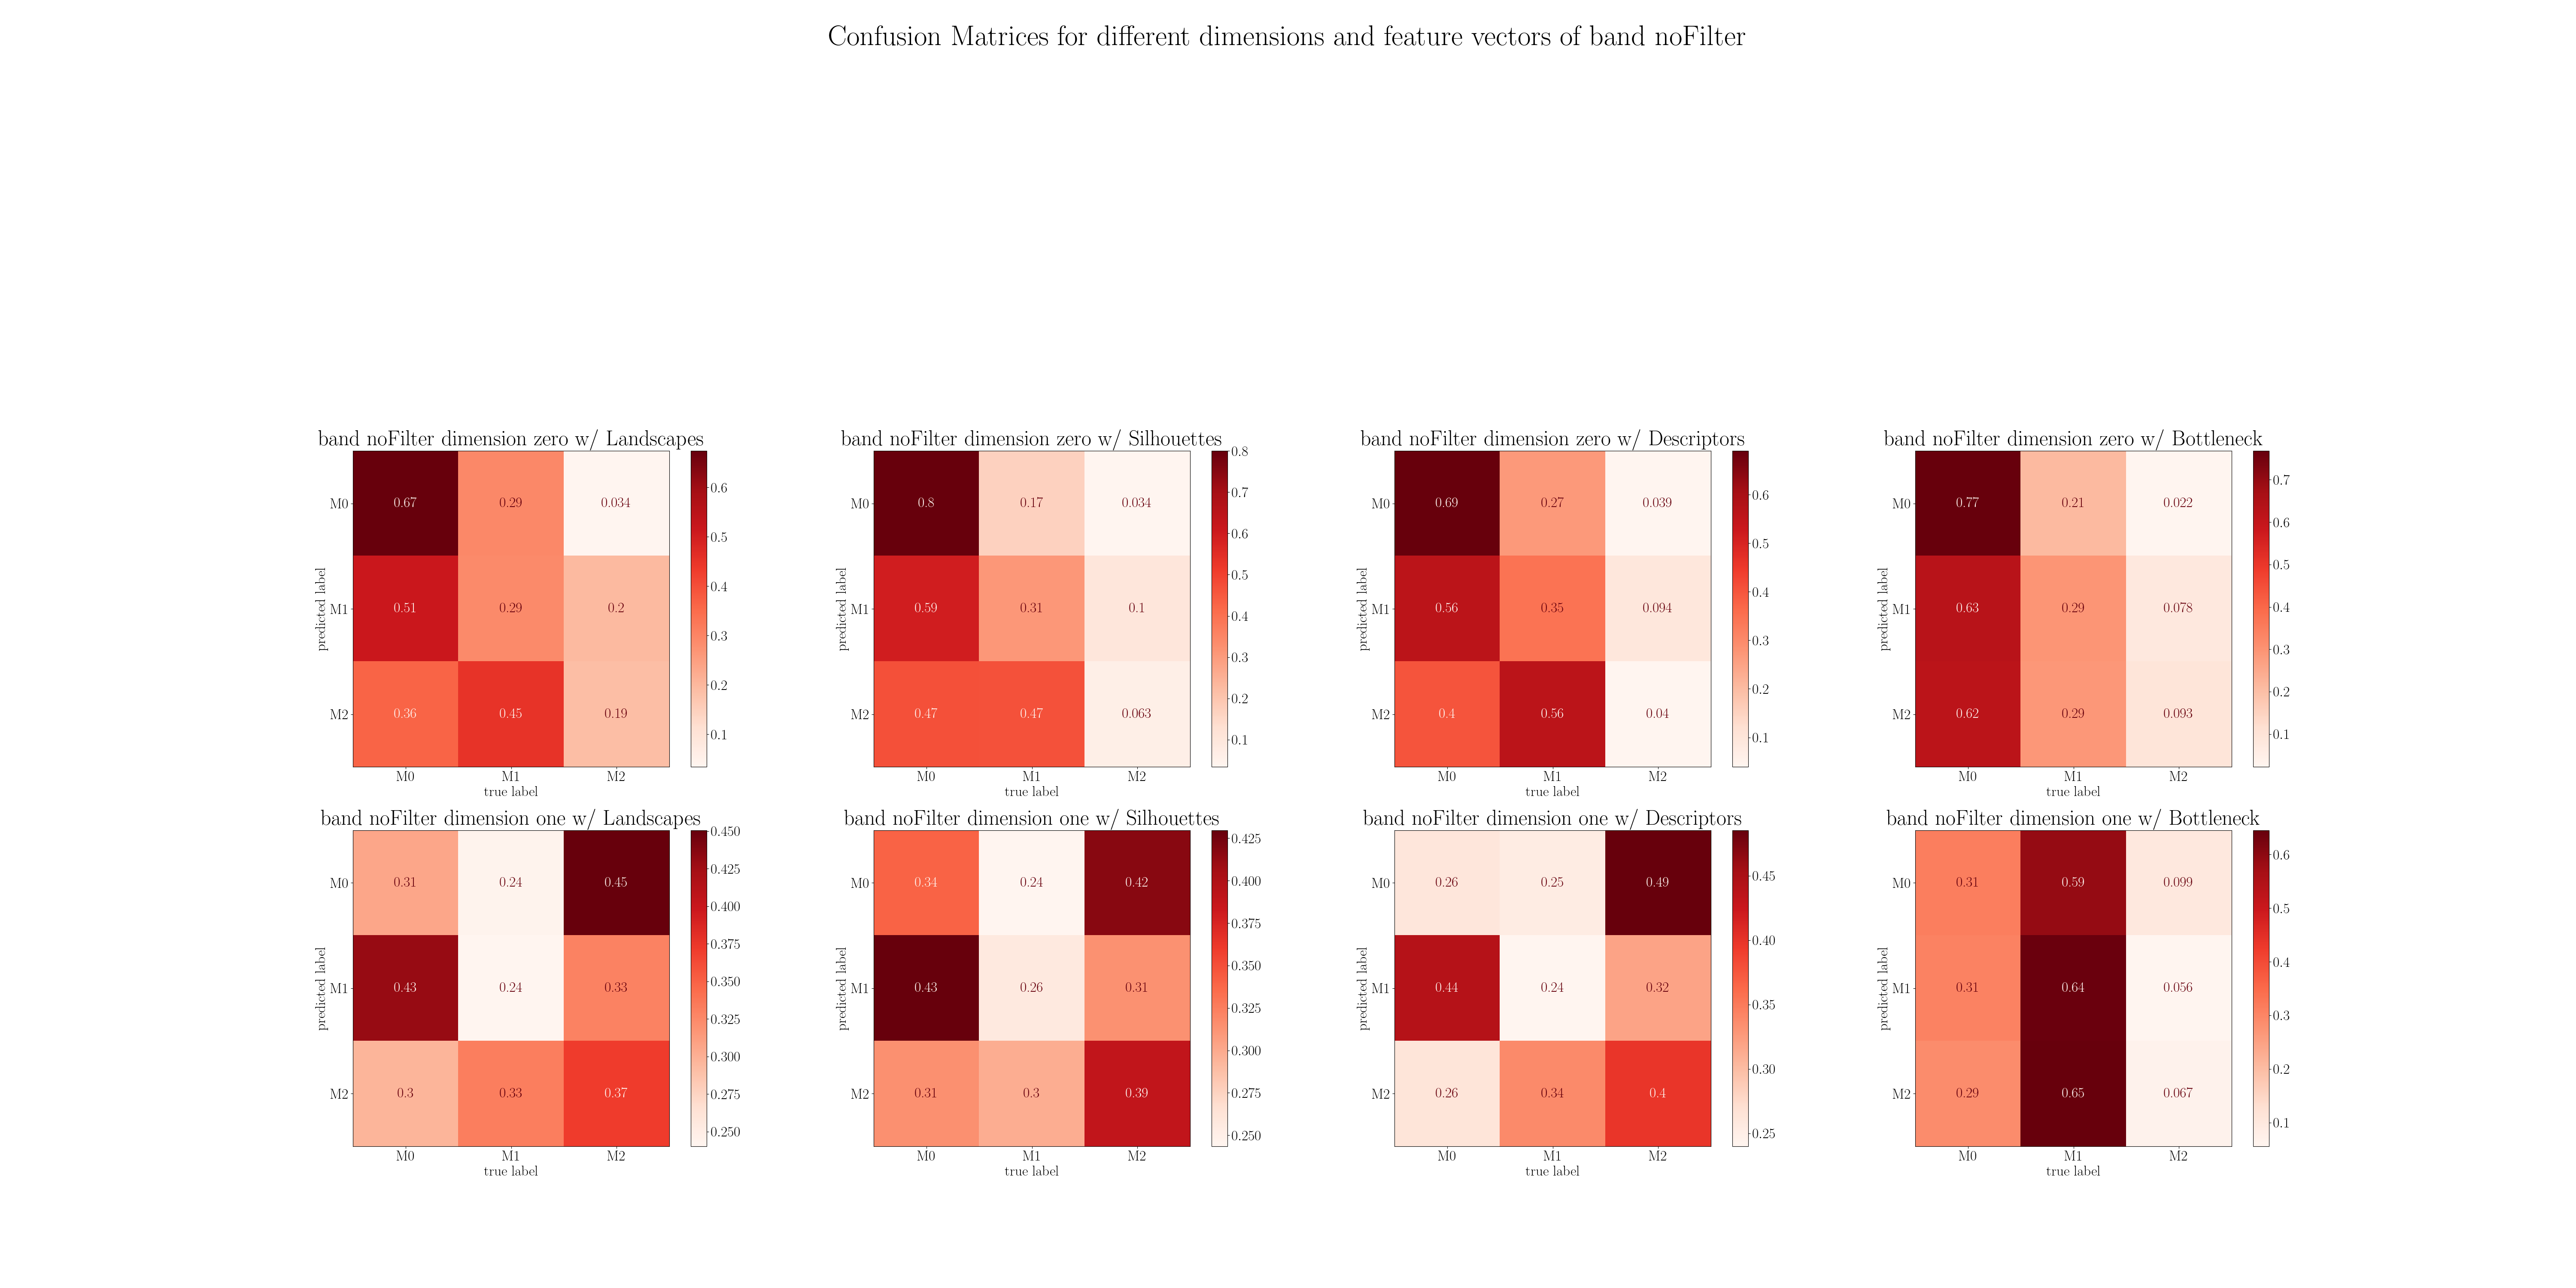 Confusion Matrices for different dimensions and feature vectors of band noFilter
band noFilter dimension zero w/ Landscapes
M0 0.67 0.29 0.034
M1 0.51 0.29 0.2
M2 0.36 0.45 0.19
M0 M1 M2
true label
predicted label
0.6
0.5
0.4
0.3
0.2
0.1
band noFilter dimension zero w/ Silhouettes
M0 0.8 0.17 0.034
M1 0.59 0.31 0.1
M2 0.47 0.47 0.063
M0 M1 M2
true label
predicted label
0.8
0.7
0.6
0.5
0.4
0.3
0.2
0.1
band noFilter dimension zero w/ Descriptors
M0 0.69 0.27 0.039
M1 0.56 0.35 0.094
M2 0.4 0.56 0.04
M0 M1 M2
true label
predicted label
0.6
0.5
0.4
0.3
0.2
0.1
band noFilter dimension zero w/ Bottleneck
M0 0.77 0.21 0.022
M1 0.63 0.29 0.078
M2 0.62 0.29 0.093
M0 M1 M2
true label
predicted label
0.7
0.6
0.5
0.4
0.3
0.2
0.1
band noFilter dimension one w/ Landscapes
M0 0.31 0.24 0.45
M1 0.43 0.24 0.33
M2 0.3 0.33 0.37
M0 M1 M2
true label
predicted label
0.450
0.425
0.400
0.375
0.350
0.325
0.300
0.275
0.250
band noFilter dimension one w/ Silhouettes
M0 0.34 0.24 0.42
M1 0.43 0.26 0.31
M2 0.31 0.3 0.39
M0 M1 M2
true label
predicted label
0.425
0.400
0.375
0.350
0.325
0.300
0.275
0.250
band noFilter dimension one w/ Descriptors
M0 0.26 0.25 0.49
M1 0.44 0.24 0.32
M2 0.26 0.34 0.4
M0 M1 M2
true label
predicted label
0.45
0.40
0.35
0.30
0.25
band noFilter dimension one w/ Bottleneck
M0 0.31 0.59 0.099
M1 0.31 0.64 0.056
M2 0.29 0.65 0.067
M0 M1 M2
true label
predicted label
0.6
0.5
0.4
0.3
0.2
0.1